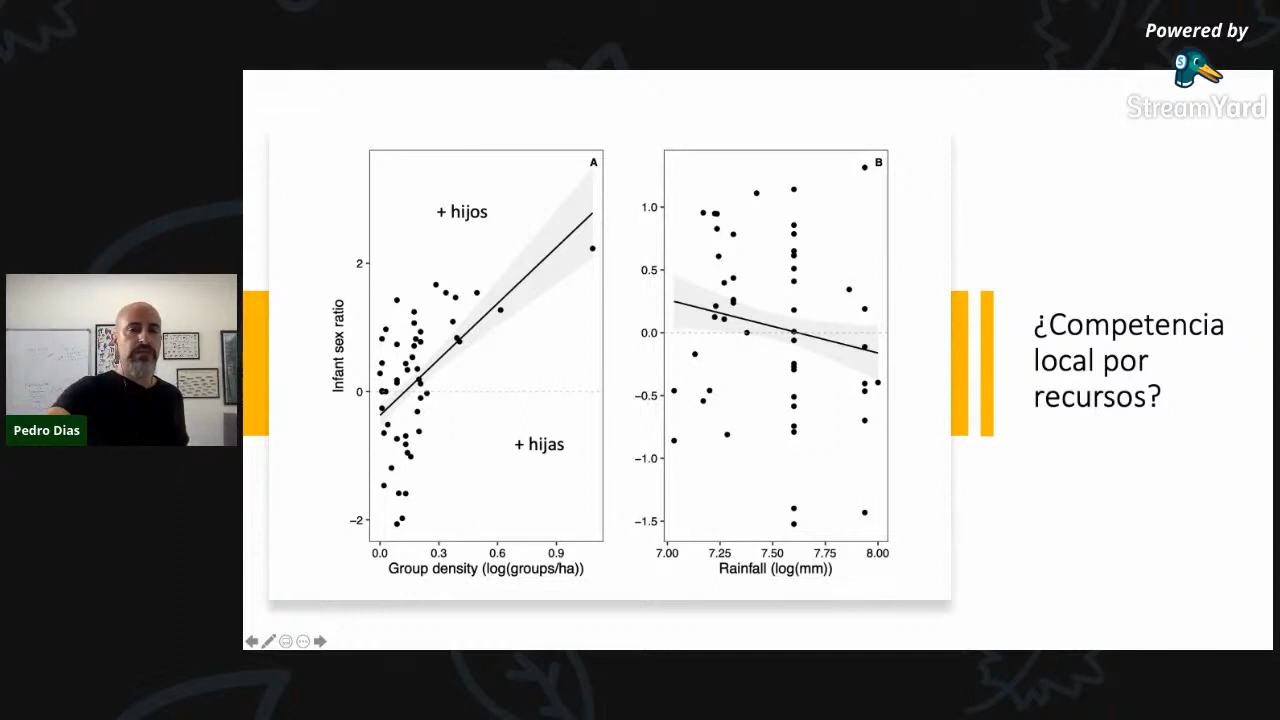 Powered by
StreamYard
Pedro Dias
A
+ hijos
+ hijas
Infant sex ratio
2
0
−2
0.0 0.3 0.6 0.9
Group density (log(groups/ha))
B
1.0
0.5
0.0
−0.5
−1.0
−1.5
7.00 7.25 7.50 7.75 8.00
Rainfall (log(mm))
¿Competencia
local por
recursos?